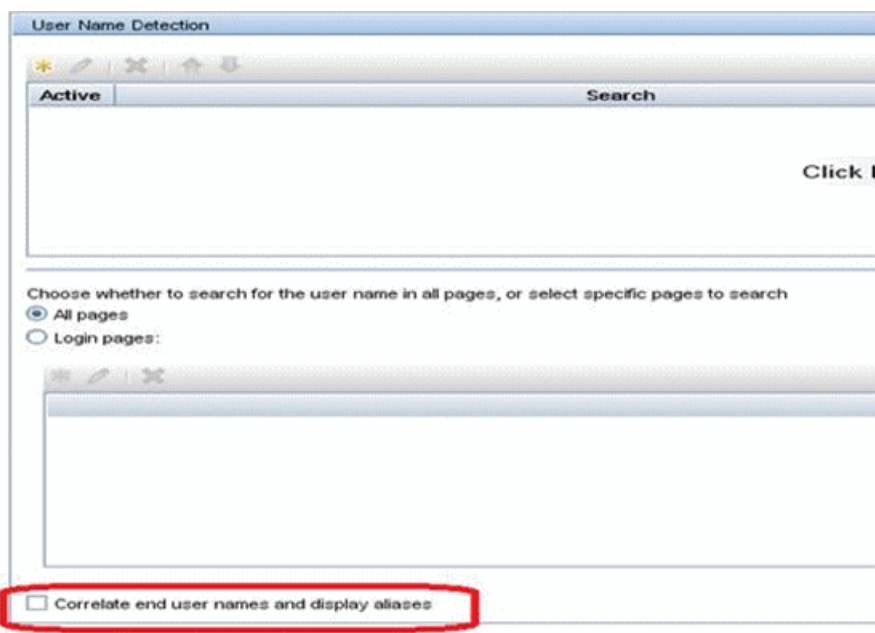 User Name Detection
Active Search
Click
Choose whether to search for the user name in all pages, or select specific pages to search
All pages
Login pages:
Correlate end user names and display aliases